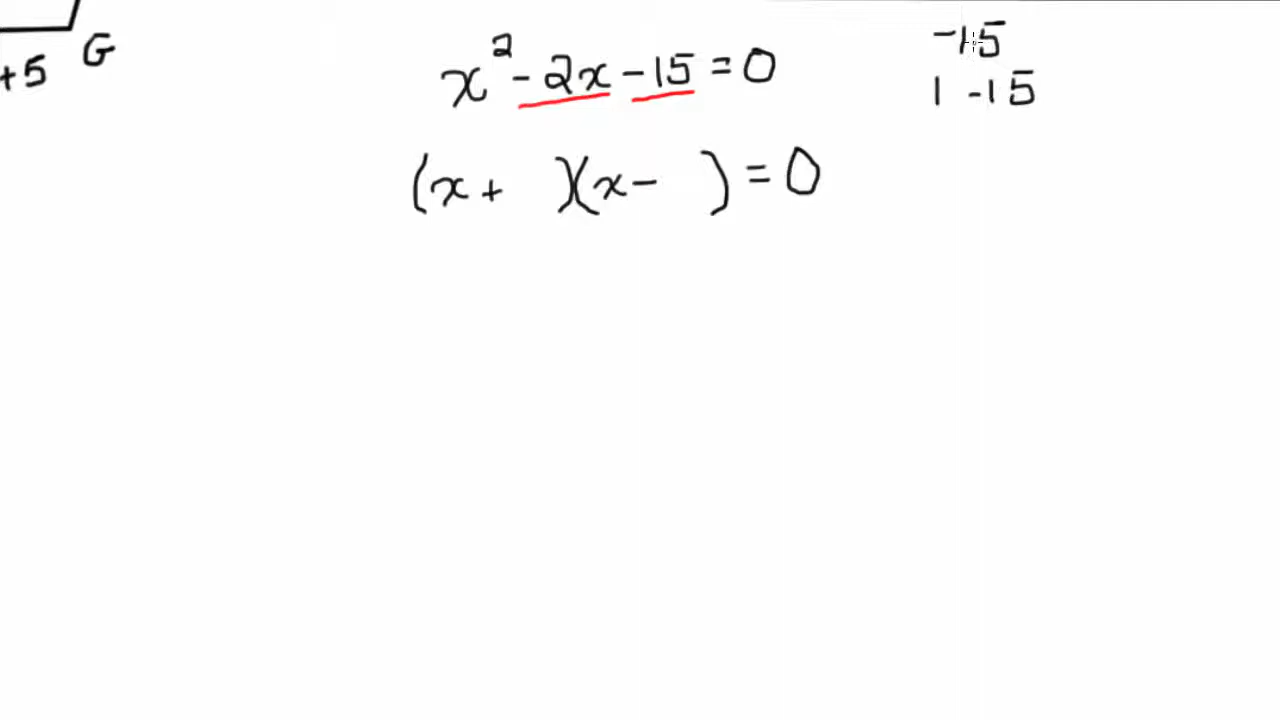 +5 G
x² - 2x - 15 = 0
(x +   )(x -   ) = 0
-15
1 -15